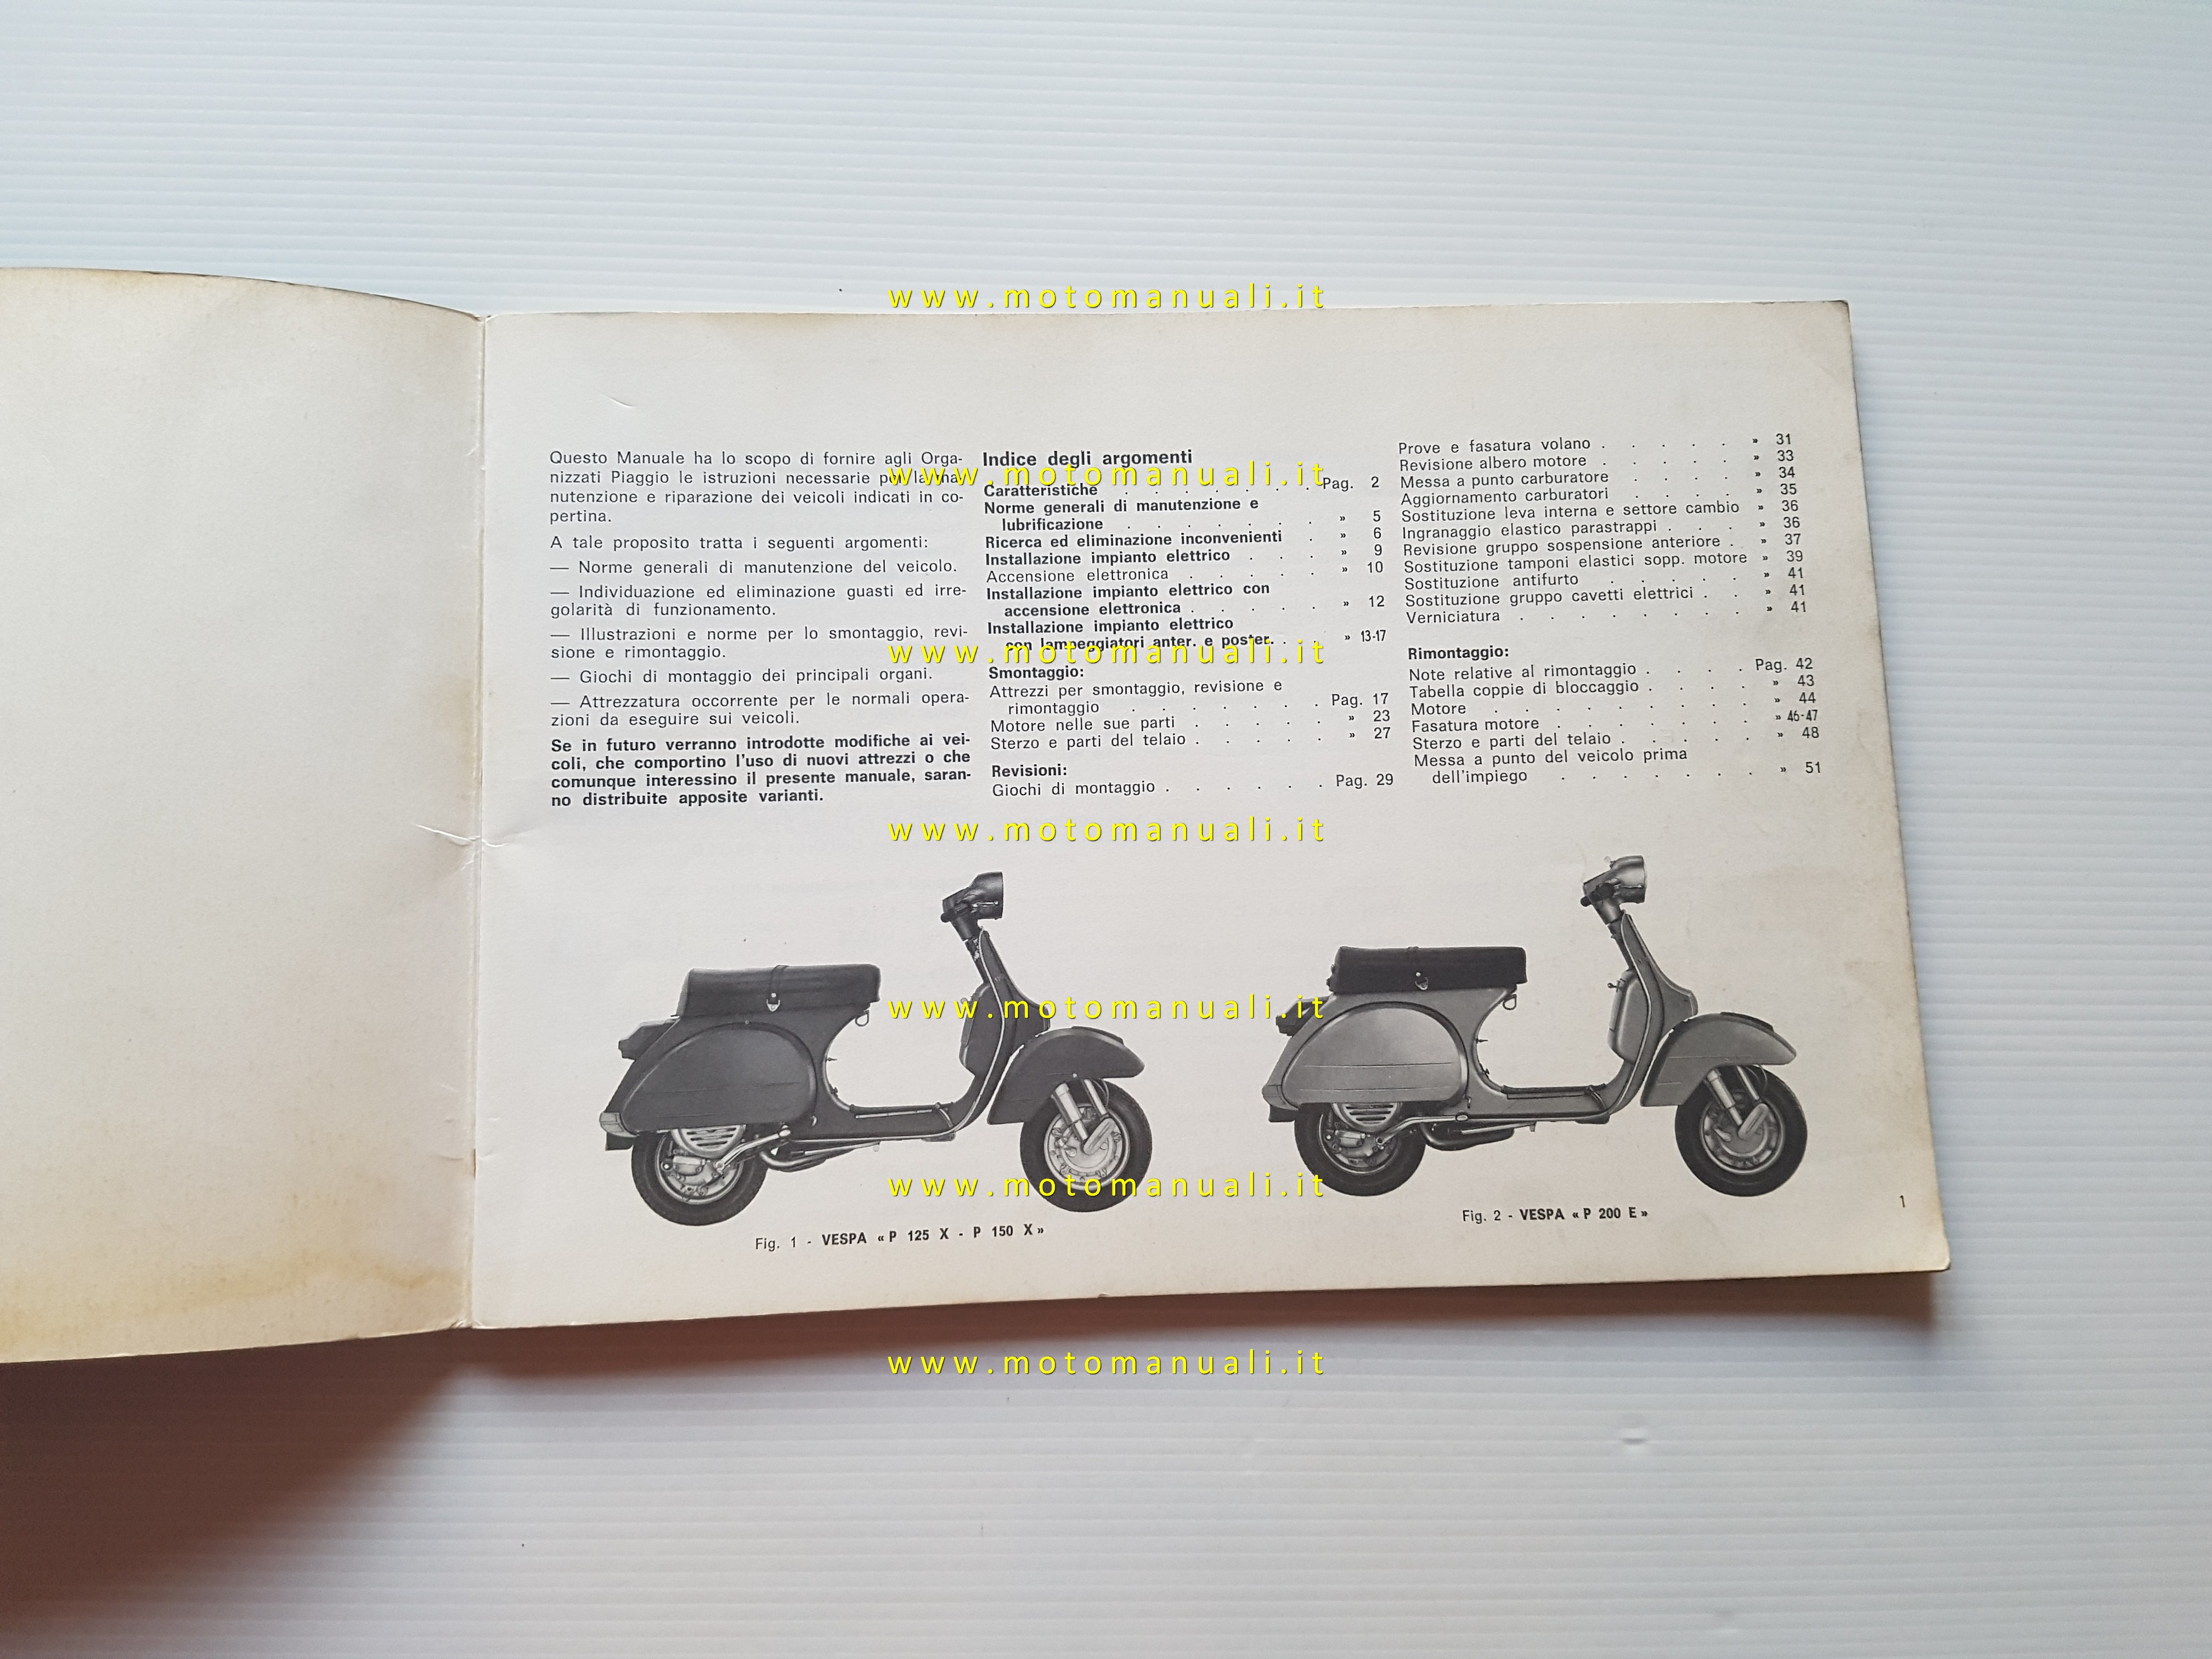 www.motomanuali.it
Questo Manuale ha lo scopo di fornire agli Orga-
nizzati Piaggio le istruzioni necessarie per la ma-
nutenzione e riparazione dei veicoli indicati in co-
pertina.
A tale proposito tratta i seguenti argomenti:
— Norme generali di manutenzione del veicolo.
— Individuazione ed eliminazione guasti ed irre-
golarità di funzionamento.
— Illustrazioni e norme per lo smontaggio, revi-
sione e rimontaggio.
— Giochi di montaggio dei principali organi.
— Attrezzatura occorrente per le normali opera-
zioni da eseguire sui veicoli.
Se in futuro verranno introdotte modifiche ai vei-
coli, che comportino l'uso di nuovi attrezzi o che
comunque interessino il presente manuale, saran-
no distribuite apposite varianti.
Indice degli argomenti
www.motomanuali.it
Caratteristiche . . . . . . . Pag. 2
Norme generali di manutenzione e
lubrificazione . . . . . . . » 5
Ricerca ed eliminazione inconvenienti . » 6
Installazione impianto elettrico . . . » 9
Accensione elettronica . . . . . » 10
Installazione impianto elettrico con
accensione elettronica . . . . . » 12
Installazione impianto elettrico
con lampeggiatori anter. e poster. . . » 13-17
www.motomanuali.it
Smontaggio:
Attrezzi per smontaggio, revisione e
rimontaggio . . . . . . . Pag. 17
Motore nelle sue parti . . . . . » 23
Sterzo e parti del telaio . . . . . » 27
Revisioni:
Giochi di montaggio . . . . . . Pag. 29
Prove e fasatura volano . . . . . » 31
Revisione albero motore . . . . . » 33
Messa a punto carburatore . . . . » 34
Aggiornamento carburatori . . . . » 35
Sostituzione leva interna e settore cambio » 36
Ingranaggio elastico parastrappi . . . » 36
Revisione gruppo sospensione anteriore . » 37
Sostituzione tamponi elastici sopp. motore » 39
Sostituzione antifurto . . . . . » 41
Sostituzione gruppo cavetti elettrici . . » 41
Verniciatura . . . . . . . » 41
Rimontaggio:
Note relative al rimontaggio . . . . Pag. 42
Tabella coppie di bloccaggio . . . . » 43
Motore . . . . . . . . » 44
Fasatura motore . . . . . . » 46-47
Sterzo e parti del telaio . . . . . » 48
Messa a punto del veicolo prima
dell'impiego . . . . . . . » 51
www.motomanuali.it
www.motomanuali.it
www.motomanuali.it
Fig. 1 - VESPA « P 125 X - P 150 X »
Fig. 2 - VESPA « P 200 E »
1
www.motomanuali.it